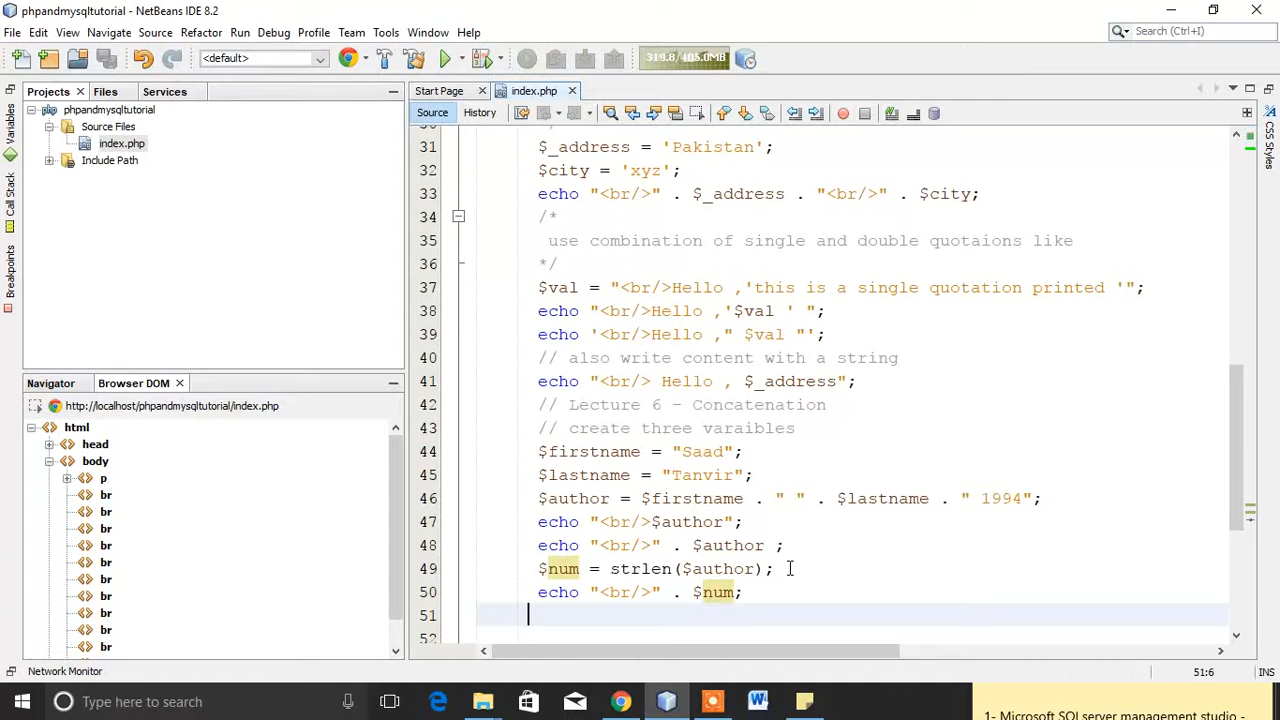 phpandmysqltutorial - NetBeans IDE 8.2
File Edit View Navigate Source Refactor Run Debug Profile Team Tools Window Help
Search (Ctrl+I)
<default>
319.8/405.0MB
Projects Files Services
phpandmysqltutorial
Source Files
index.php
Include Path
Variables
Call Stack
Breakpoints
Navigator Browser DOM
http://localhost/phpandmysqltutorial/index.php
html
head
body
p
br
br
br
br
br
br
br
br
br
br
Start Page index.php
Source History
31 $_address = 'Pakistan';
32 $city = 'xyz';
33 echo "<br/>" . $_address . "<br/>" . $city;
34 /*
35 use combination of single and double quotaions like
36 */
37 $val = "<br/>Hello ,'this is a single quotation printed '";
38 echo "<br/>Hello ,'$val ' ";
39 echo '<br/>Hello ," $val "';
40 // also write content with a string
41 echo "<br/> Hello , $_address";
42 // Lecture 6 - Concatenation
43 // create three varaibles
44 $firstname = "Saad";
45 $lastname = "Tanvir";
46 $author = $firstname . " " . $lastname . " 1994";
47 echo "<br/>$author";
48 echo "<br/>" . $author ;
49 $num = strlen($author);
50 echo "<br/>" . $num;
51
52
CSS Styles
Network Monitor
51:6 INS
Type here to search
1- Microsoft SQL server management studio -